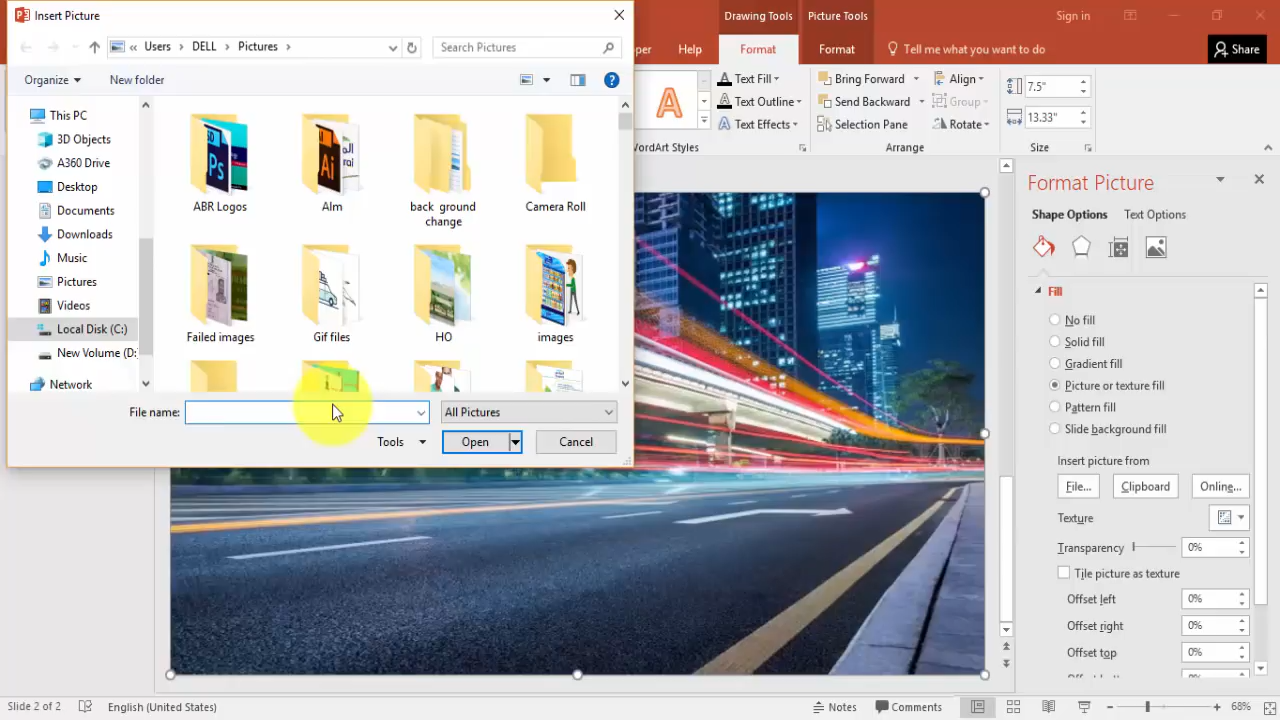 Insert Picture
Drawing Tools
Picture Tools
Sign in
« Users > DELL > Pictures >
Search Pictures
Help
Format
Format
Tell me what you want to do
Share
Organize
New folder
Text Fill
Bring Forward
Align
7.5"
Text Outline
Send Backward
Group
13.33"
Text Effects
Selection Pane
Rotate
Arrange
Size
This PC
3D Objects
A360 Drive
Desktop
Documents
Downloads
Music
Pictures
Videos
Local Disk (C:)
New Volume (D:
Network
Ps
Ai
ABR Logos
Alm
back ground
change
Camera Roll
Failed images
Gif files
HO
images
File name:
All Pictures
Tools
Open
Cancel
Format Picture
Shape Options
Text Options
Fill
No fill
Solid fill
Gradient fill
Picture or texture fill
Pattern fill
Slide background fill
Insert picture from
File...
Clipboard
Online...
Texture
Transparency
0%
Tile picture as texture
Offset left
0%
Offset right
0%
Offset top
0%
Slide 2 of 2
English (United States)
Notes
Comments
68%